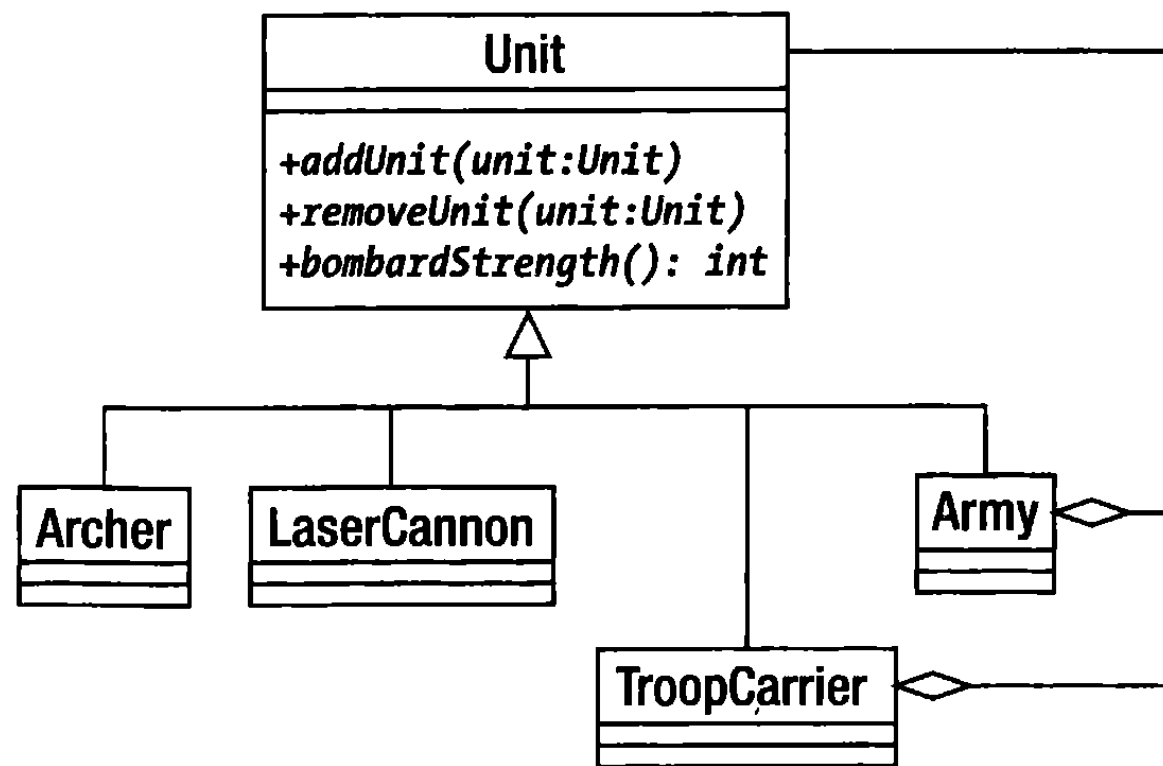 Unit
+addUnit(unit:Unit)
+removeUnit(unit:Unit)
+bombardStrength(): int
Archer
LaserCannon
Army
TroopCarrier